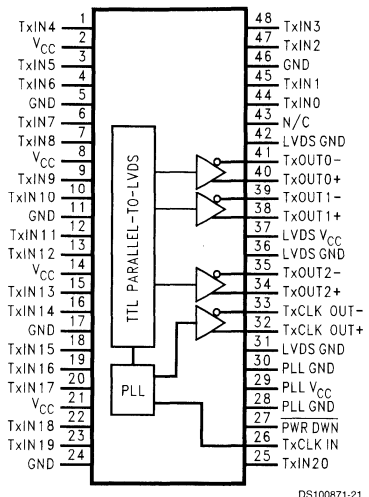 TxIN4 1 48 TxIN3
VCC 2 47 TxIN2
TxIN5 3 46 GND
TxIN6 4 45 TxIN1
GND 5 44 TxIN0
TxIN7 6 43 N/C
TxIN8 7 42 LVDS GND
VCC 8 41 TxOUT0-
TxIN9 9 40 TxOUT0+
TxIN10 10 39 TxOUT1-
GND 11 38 TxOUT1+
TxIN11 12 37 LVDS VCC
TxIN12 13 36 LVDS GND
VCC 14 35 TxOUT2-
TxIN13 15 34 TxOUT2+
TxIN14 16 33 TxCLK OUT-
GND 17 32 TxCLK OUT+
TxIN15 18 31 LVDS GND
TxIN16 19 30 PLL GND
TxIN17 20 29 PLL VCC
VCC 21 28 PLL GND
TxIN18 22 27 PWR DWN
TxIN19 23 26 TxCLK IN
GND 24 25 TxIN20
TTL PARALLEL-TO-LVDS
PLL
DS100871-21